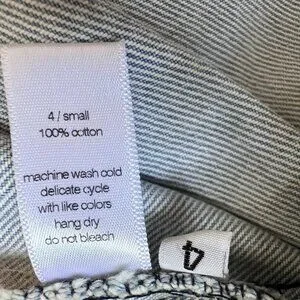 4 / small
100% cotton
machine wash cold
delicate cycle
with like colors
hang dry
do not bleach
4